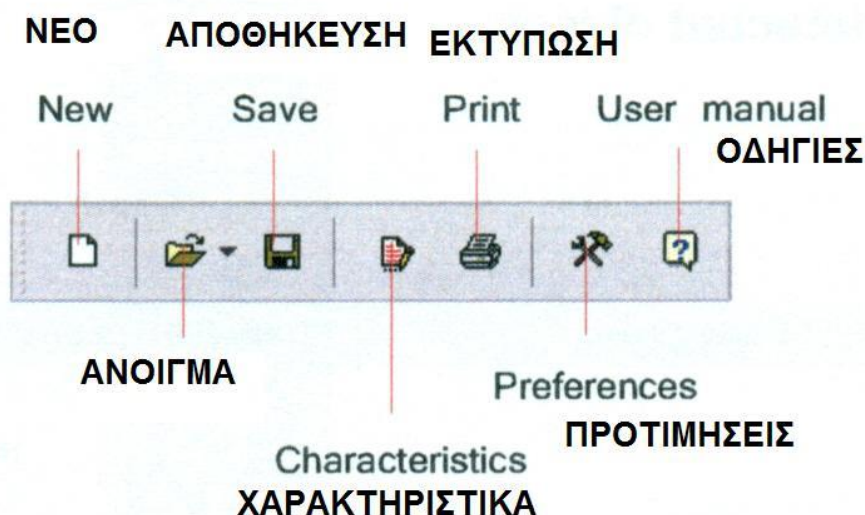 ΝΕΟ ΑΠΟΘΗΚΕΥΣΗ ΕΚΤΥΠΩΣΗ
New Save Print User manual
ΟΔΗΓΙΕΣ
ΑΝΟΙΓΜΑ
Preferences
ΠΡΟΤΙΜΗΣΕΙΣ
Characteristics
ΧΑΡΑΚΤΗΡΙΣΤΙΚΑ